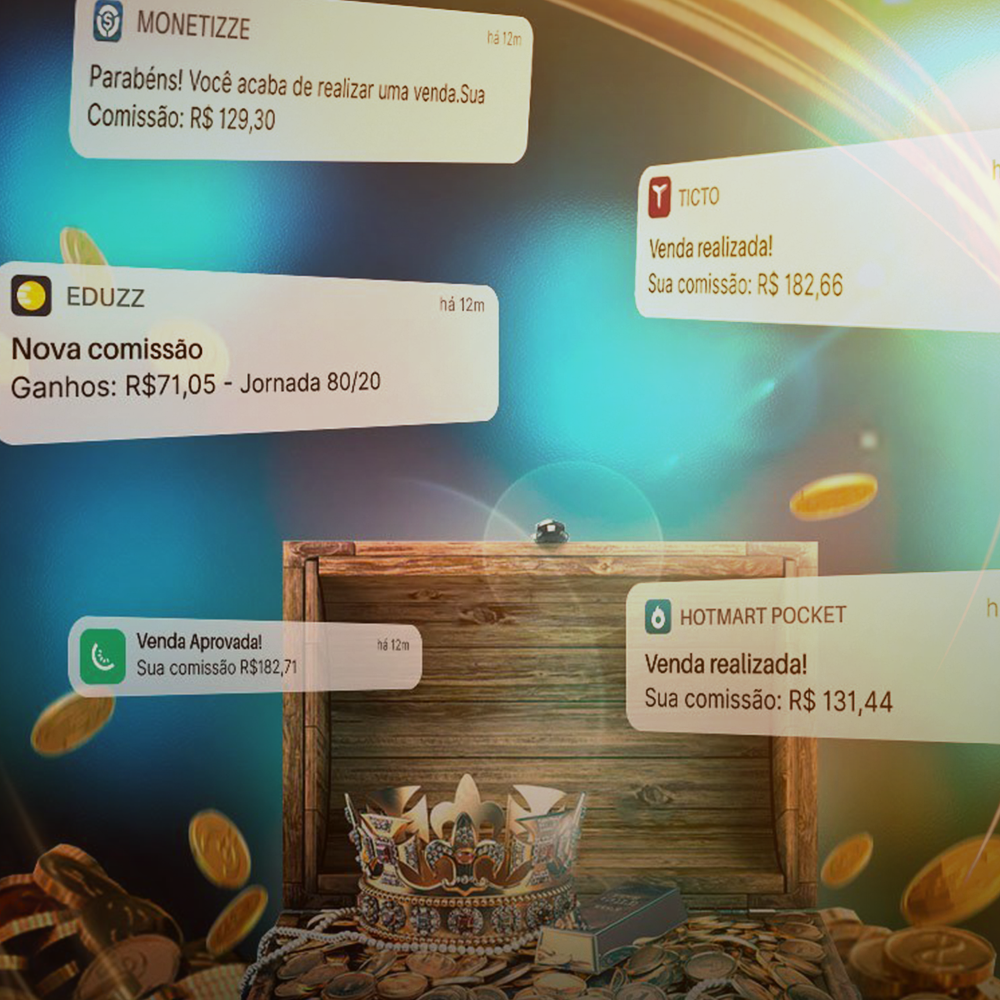 MONETIZZE
há 12m
Parabéns! Você acaba de realizar uma venda.Sua
Comissão: R$ 129,30
TICTO
Venda realizada!
Sua comissão: R$ 182,66
EDUZZ
há 12m
Nova comissão
Ganhos: R$71,05 - Jornada 80/20
Venda Aprovada!
há 12m
Sua comissão R$182,71
HOTMART POCKET
Venda realizada!
Sua comissão: R$ 131,44